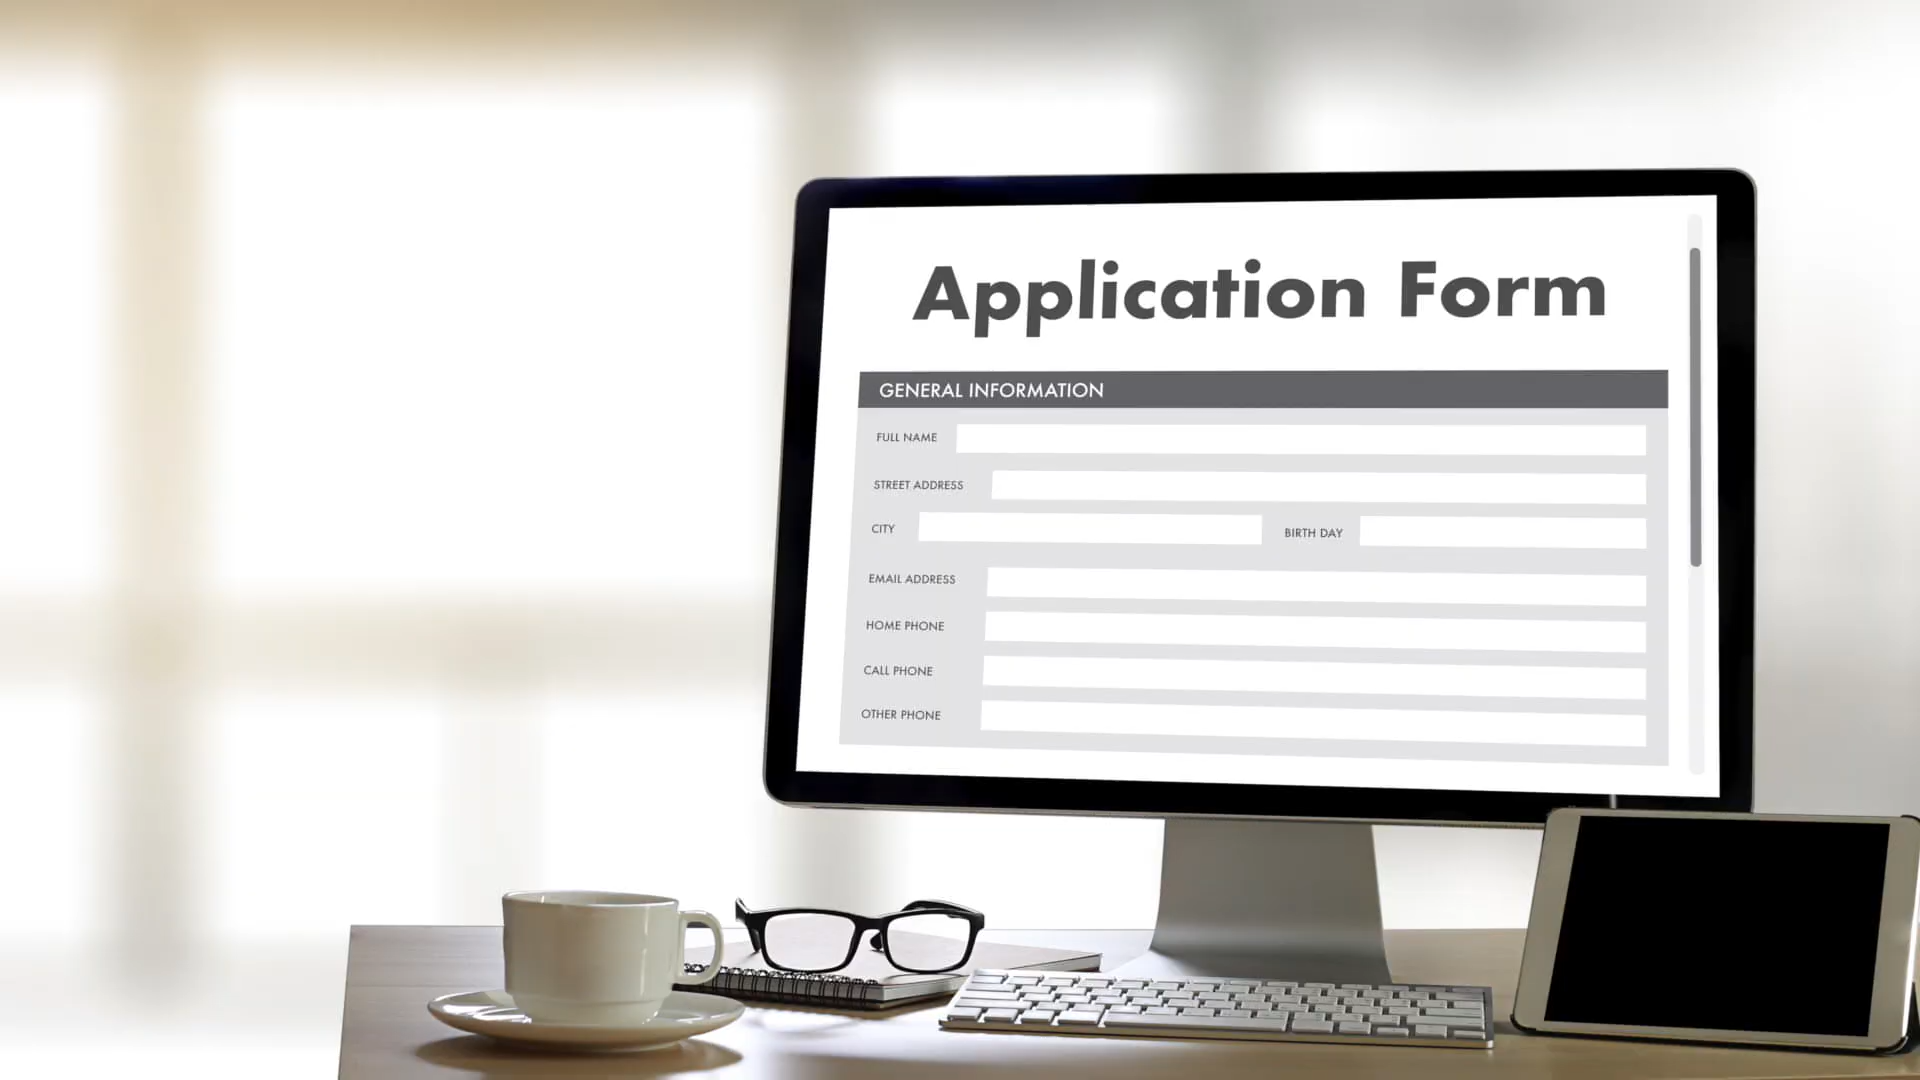 Application Form
GENERAL INFORMATION
FULL NAME
STREET ADDRESS
CITY BIRTH DAY
EMAIL ADDRESS
HOME PHONE
CALL PHONE
OTHER PHONE